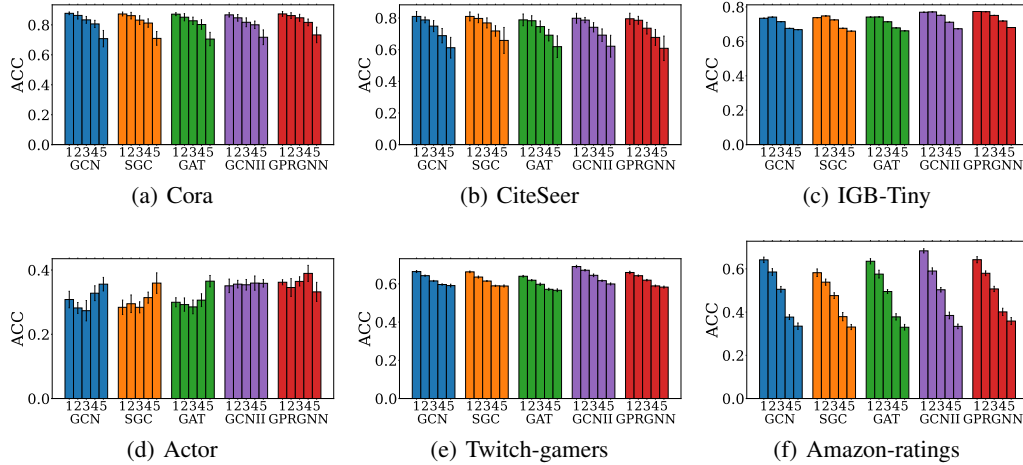 ACC
0.8
0.6
0.4
0.2
0.0
12345 12345 12345 12345 12345
GCN SGC GAT GCNII GPRGNN
(a) Cora
ACC
0.8
0.6
0.4
0.2
0.0
12345 12345 12345 12345 12345
GCN SGC GAT GCNII GPRGNN
(b) CiteSeer
ACC
0.8
0.6
0.4
0.2
0.0
12345 12345 12345 12345 12345
GCN SGC GAT GCNII GPRGNN
(c) IGB-Tiny
ACC
0.4
0.2
0.0
12345 12345 12345 12345 12345
GCN SGC GAT GCNII GPRGNN
(d) Actor
ACC
0.6
0.4
0.2
0.0
12345 12345 12345 12345 12345
GCN SGC GAT GCNII GPRGNN
(e) Twitch-gamers
ACC
0.6
0.4
0.2
0.0
12345 12345 12345 12345 12345
GCN SGC GAT GCNII GPRGNN
(f) Amazon-ratings